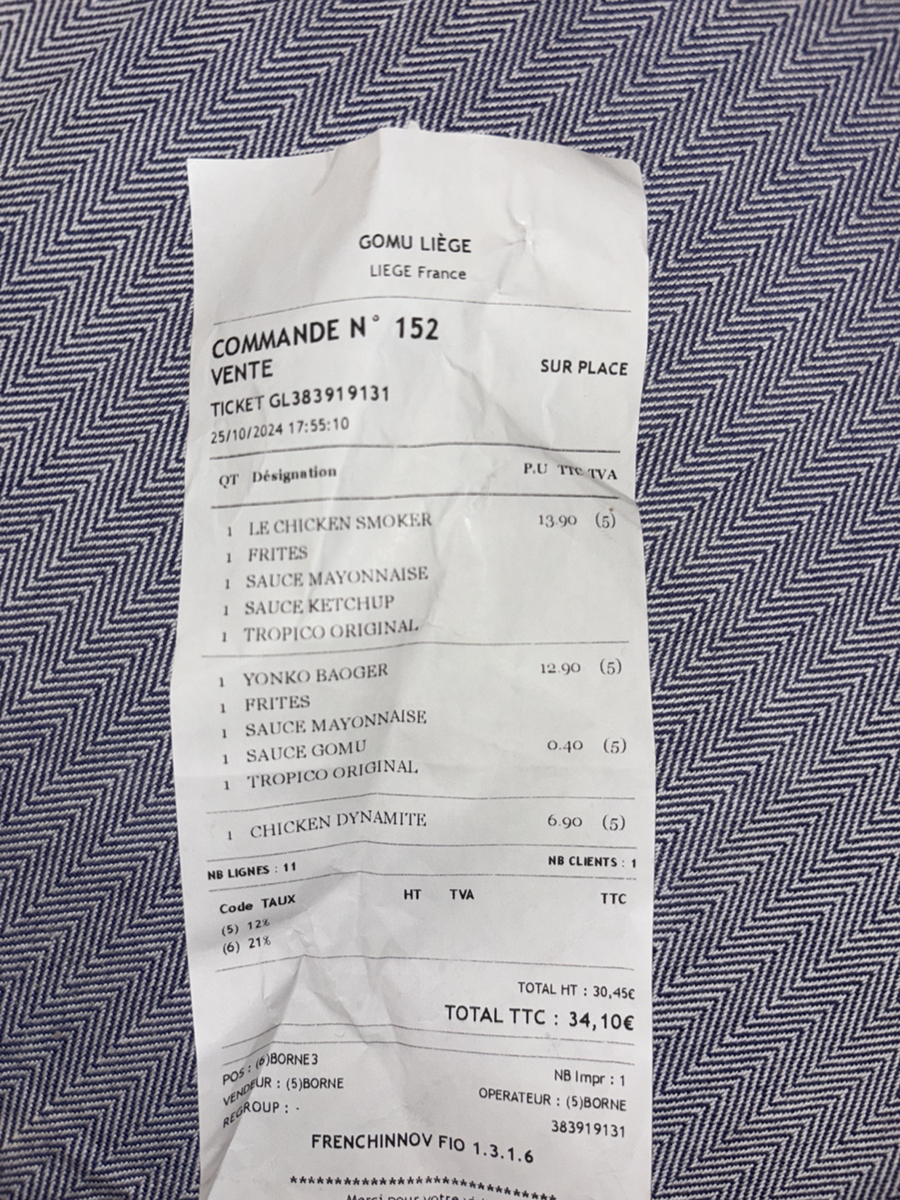 GOMU LIÈGE
LIEGE France
COMMANDE N° 152
VENTE SUR PLACE
TICKET GL383919131
25/10/2024 17:55:10
QT Désignation P.U TTC TVA
1 LE CHICKEN SMOKER 13.90 (5)
1 FRITES
1 SAUCE MAYONNAISE
1 SAUCE KETCHUP
1 TROPICO ORIGINAL
1 YONKO BAOGER 12.90 (5)
1 FRITES
1 SAUCE MAYONNAISE
1 SAUCE GOMU 0.40 (5)
1 TROPICO ORIGINAL
1 CHICKEN DYNAMITE 6.90 (5)
NB LIGNES : 11 NB CLIENTS : 1
Code TAUX HT TVA TTC
(5) 12%
(6) 21%
TOTAL HT : 30,45€
TOTAL TTC : 34,10€
POS : (6)BORNE3 NB Impr : 1
VENDEUR : (5)BORNE OPERATEUR : (5)BORNE
REGROUP : - 383919131
FRENCHINNOV FIO 1.3.1.6
****************************************
Merci pour votre